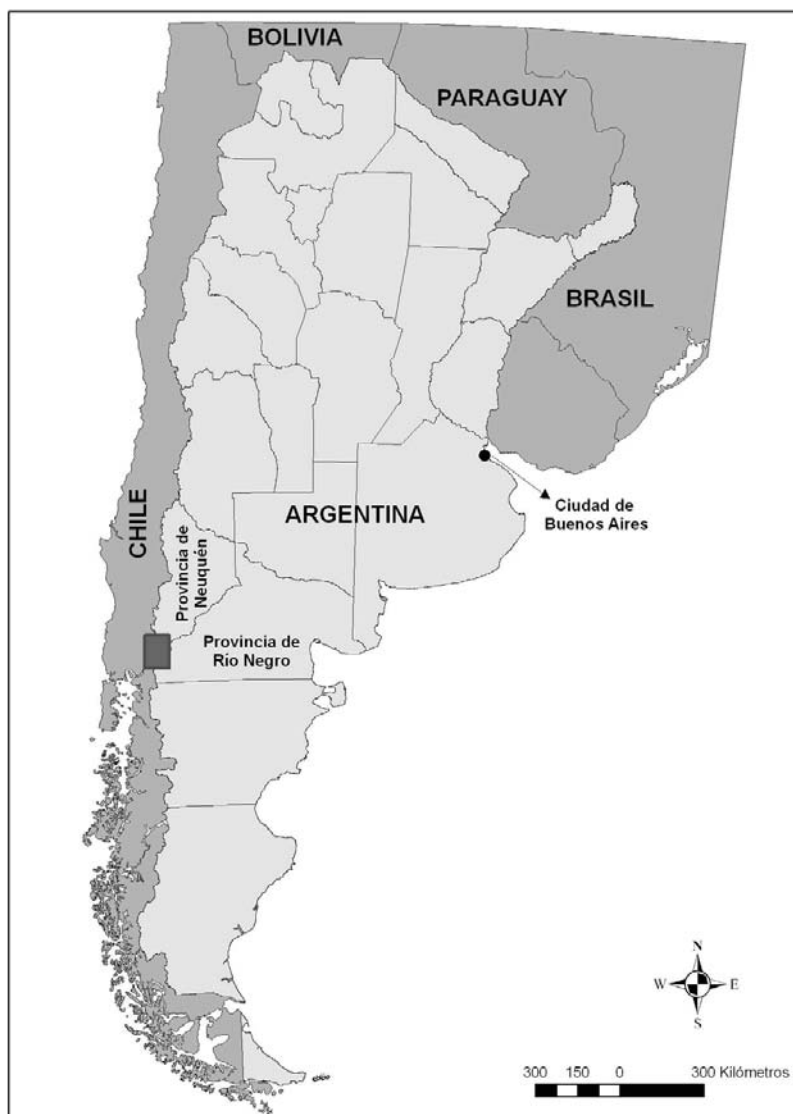 BOLIVIA
PARAGUAY
BRASIL
CHILE
ARGENTINA
Ciudad de
Buenos Aires
Provincia de
Neuquén
Provincia de
Río Negro
N
W E
S
300 150 0 300 Kilómetros